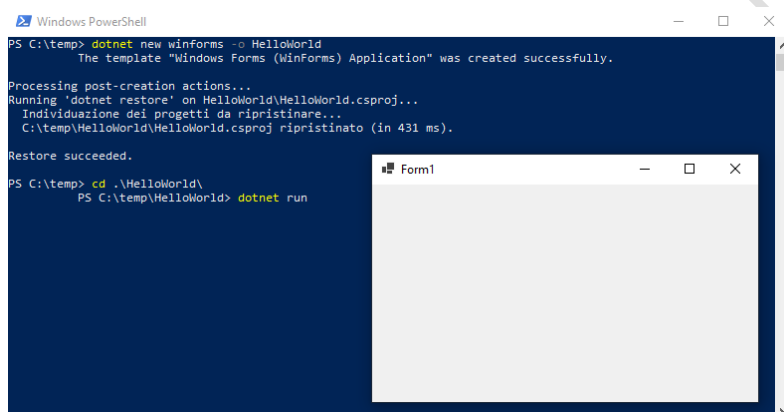 Windows PowerShell
PS C:\temp> dotnet new winforms -o HelloWorld
The template "Windows Forms (WinForms) Application" was created successfully.
Processing post-creation actions...
Running 'dotnet restore' on HelloWorld\HelloWorld.csproj...
Individuazione dei progetti da ripristinare...
C:\temp\HelloWorld\HelloWorld.csproj ripristinato (in 431 ms).
Restore succeeded.
PS C:\temp> cd .\HelloWorld\
PS C:\temp\HelloWorld> dotnet run
Form1